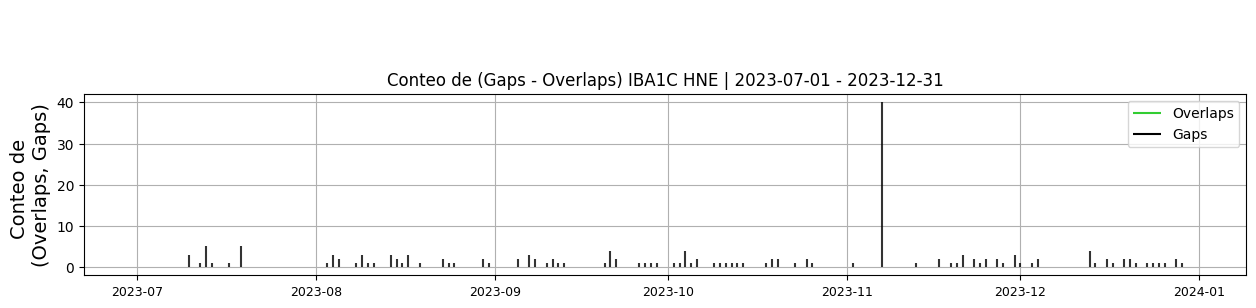 Conteo de (Gaps - Overlaps) IBA1C HNE | 2023-07-01 - 2023-12-31
Conteo de
(Overlaps, Gaps)
40
30
20
10
0
Overlaps
Gaps
2023-07
2023-08
2023-09
2023-10
2023-11
2023-12
2024-01